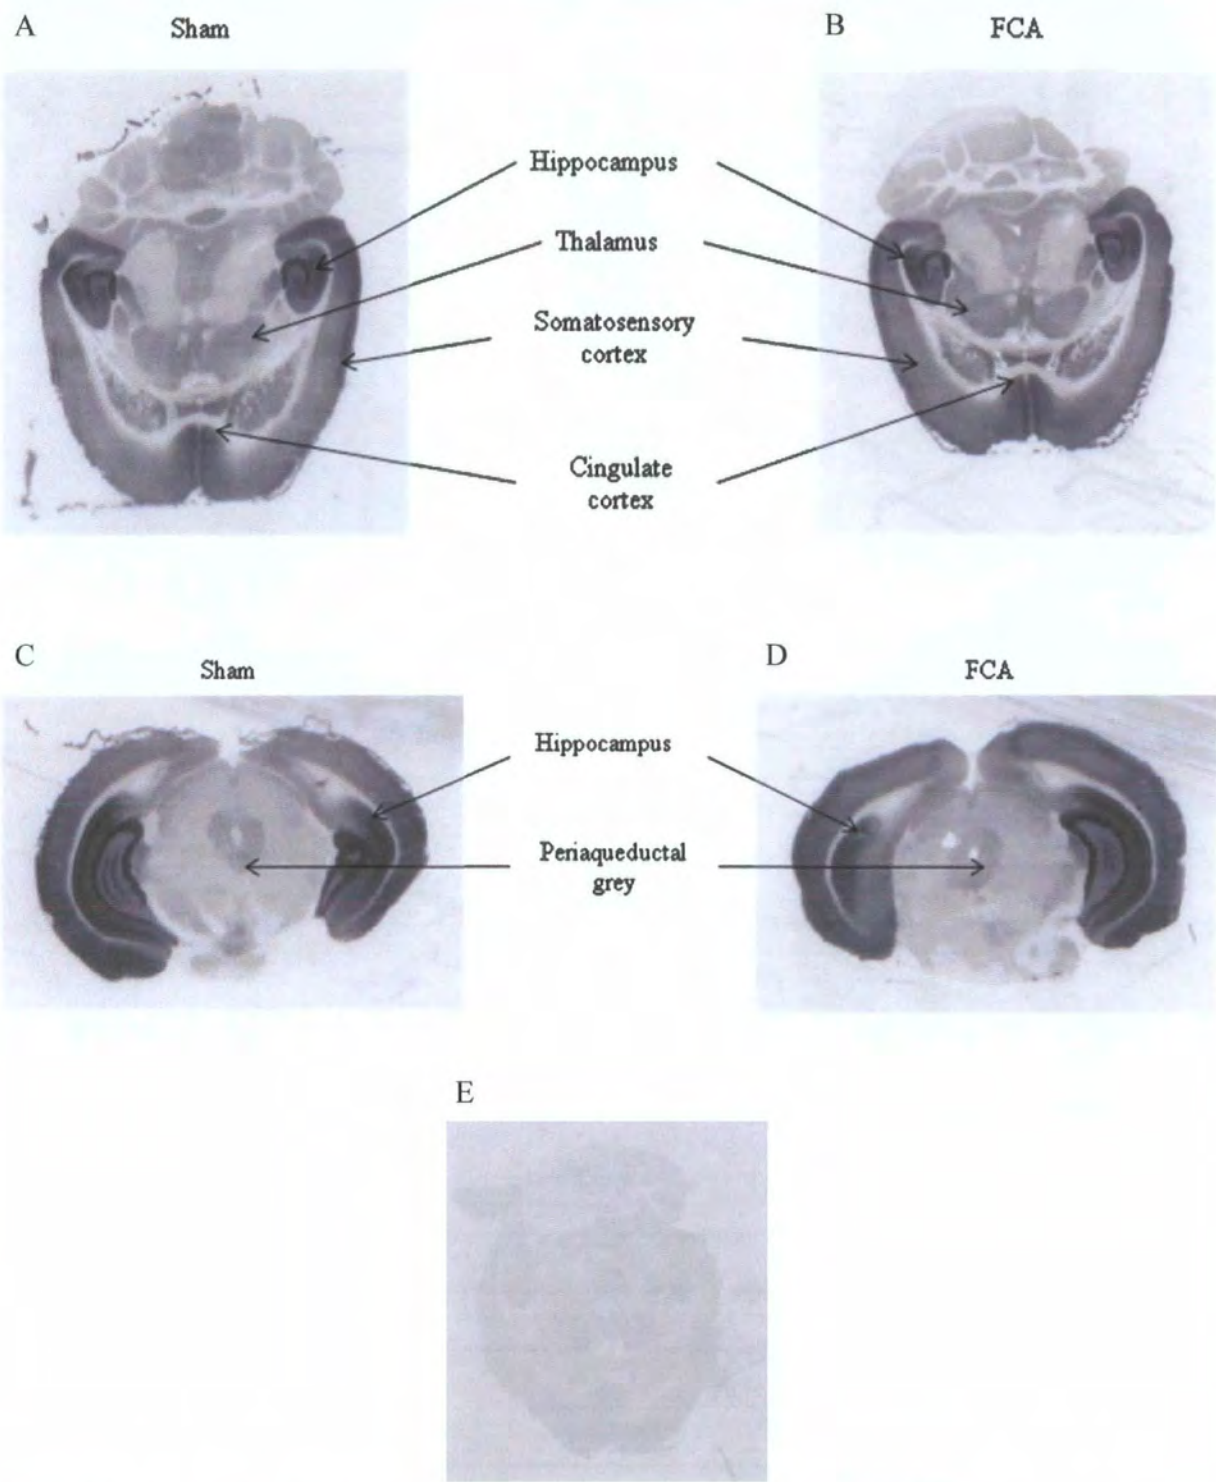 A
Sham
B
FCA
Hippocampus
Thalamus
Somatosensory
cortex
Cingulate
cortex
C
Sham
D
FCA
Hippocampus
Periaqueductal
grey
E